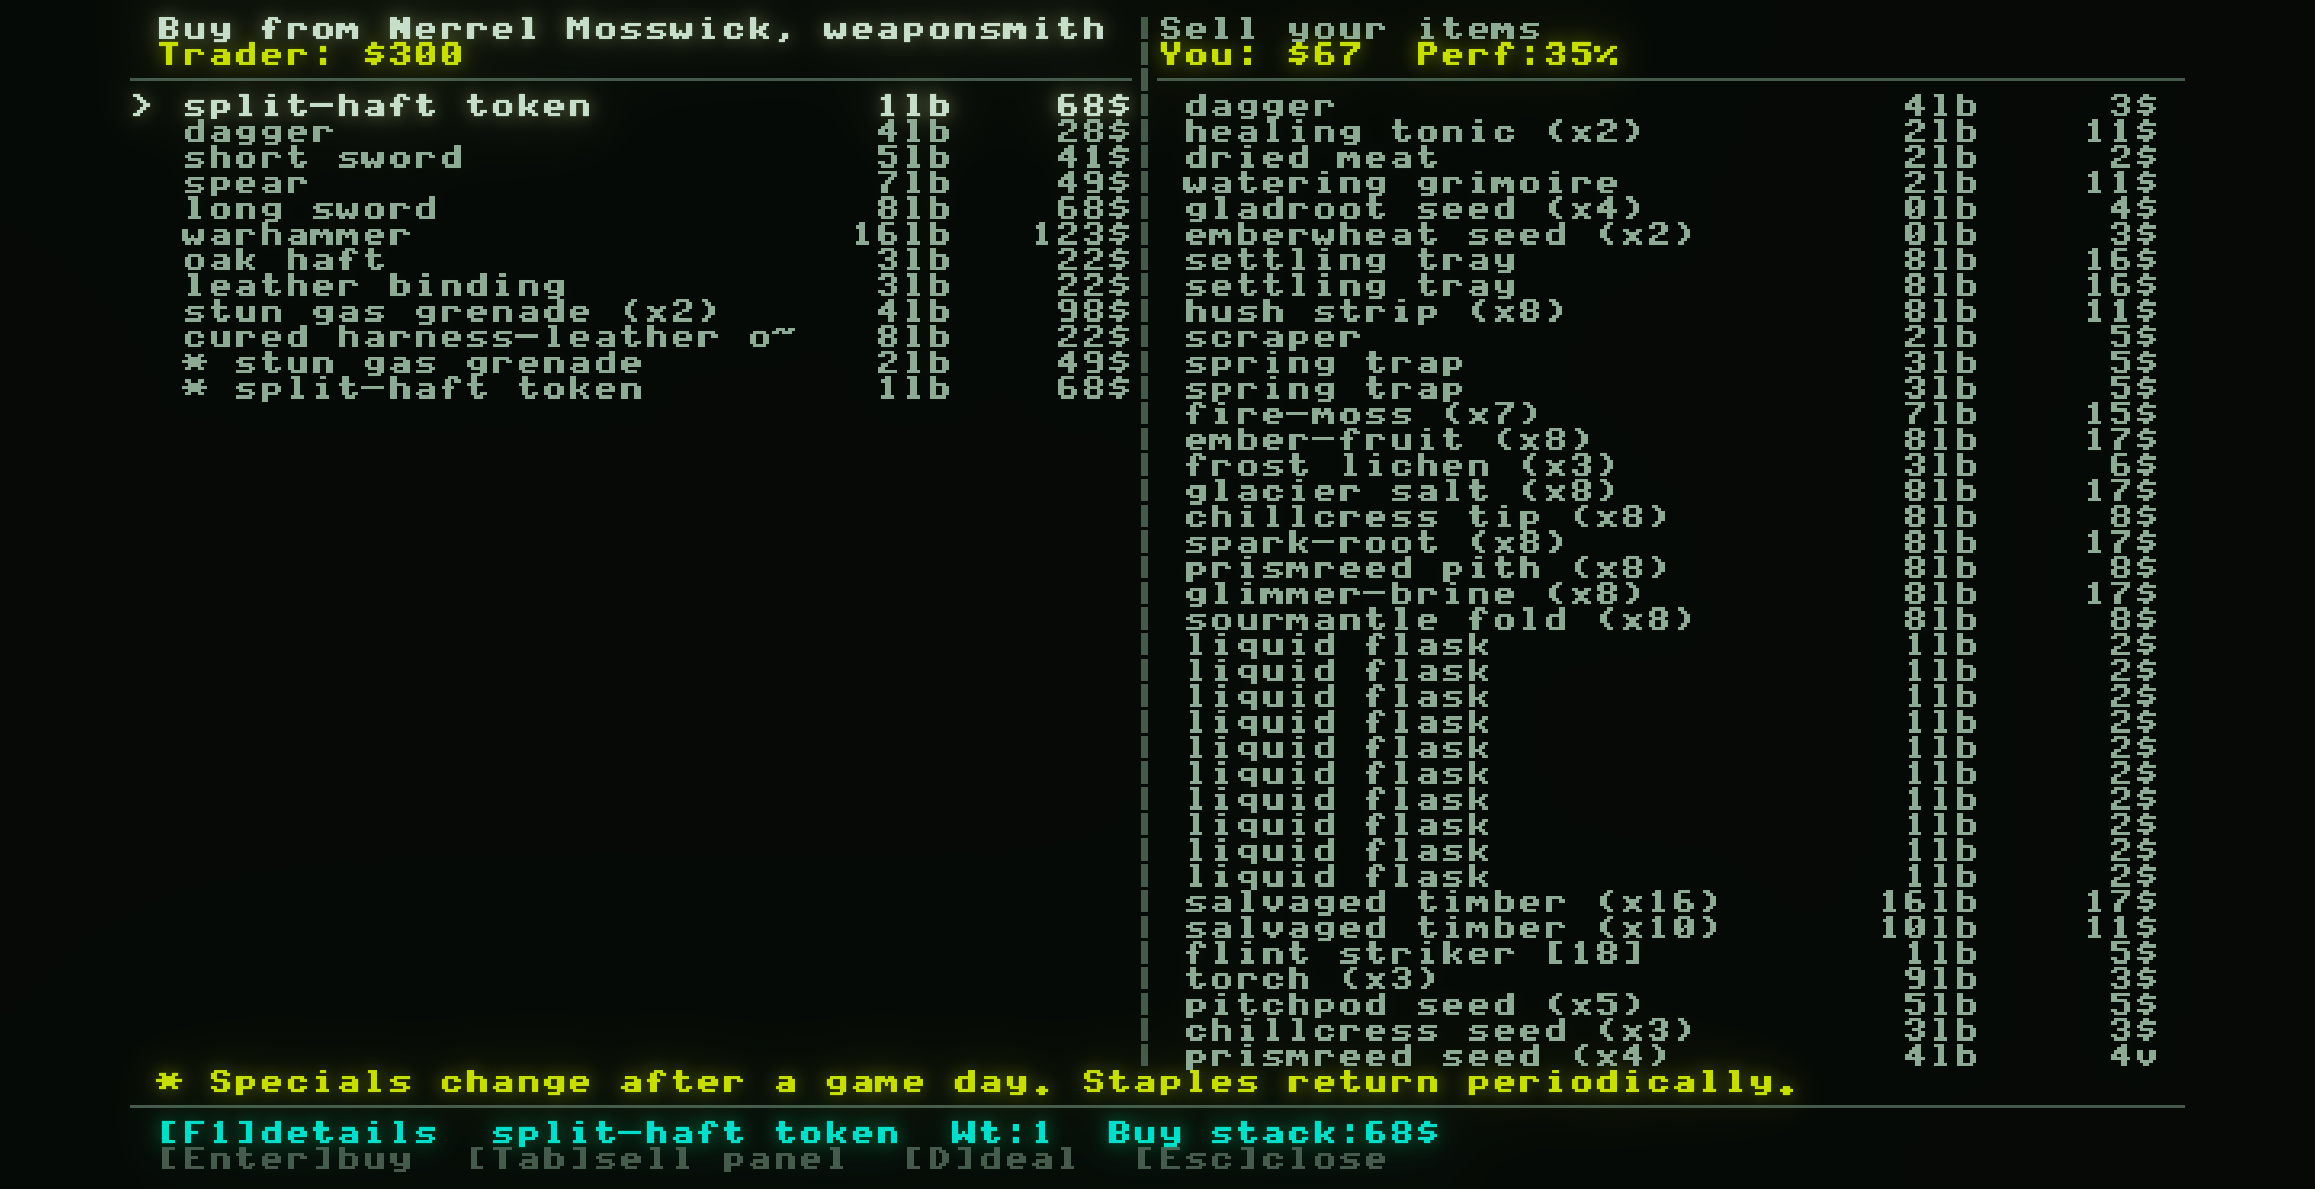 Buy from Nerrel Mosswick, weaponsmith
Trader: $300
> split-haft token 1lb 68$
dagger 4lb 28$
short sword 5lb 41$
spear 7lb 49$
long sword 8lb 68$
warhammer 16lb 123$
oak haft 3lb 22$
leather binding 3lb 22$
stun gas grenade (x2) 4lb 98$
cured harness-leather o~ 8lb 22$
* stun gas grenade 2lb 49$
* split-haft token 1lb 68$
Sell your items
You: $67 Perf:35%
dagger 4lb 3$
healing tonic (x2) 2lb 11$
dried meat 2lb 2$
watering grimoire 2lb 11$
gladroot seed (x4) 0lb 4$
emberwheat seed (x2) 0lb 3$
settling tray 8lb 16$
settling tray 8lb 16$
hush strip (x8) 8lb 11$
scraper 2lb 5$
spring trap 3lb 5$
spring trap 3lb 5$
fire-moss (x7) 7lb 15$
ember-fruit (x8) 8lb 17$
frost lichen (x3) 3lb 6$
glacier salt (x8) 8lb 17$
chillcress tip (x8) 8lb 8$
spark-root (x8) 8lb 17$
prismreed pith (x8) 8lb 8$
glimmer-brine (x8) 8lb 17$
sourmantle fold (x8) 8lb 8$
liquid flask 1lb 2$
liquid flask 1lb 2$
liquid flask 1lb 2$
liquid flask 1lb 2$
liquid flask 1lb 2$
liquid flask 1lb 2$
liquid flask 1lb 2$
liquid flask 1lb 2$
liquid flask 1lb 2$
liquid flask 1lb 2$
salvaged timber (x16) 16lb 17$
salvaged timber (x10) 10lb 11$
flint striker [18] 1lb 5$
torch (x3) 9lb 3$
pitchpod seed (x5) 5lb 5$
chillcress seed (x3) 3lb 3$
prismreed seed (x4) 4lb 4v
* Specials change after a game day. Staples return periodically.
[F1]details split-haft token Wt:1 Buy stack:68$
[Enter]buy [Tab]sell panel [D]deal [Esc]close